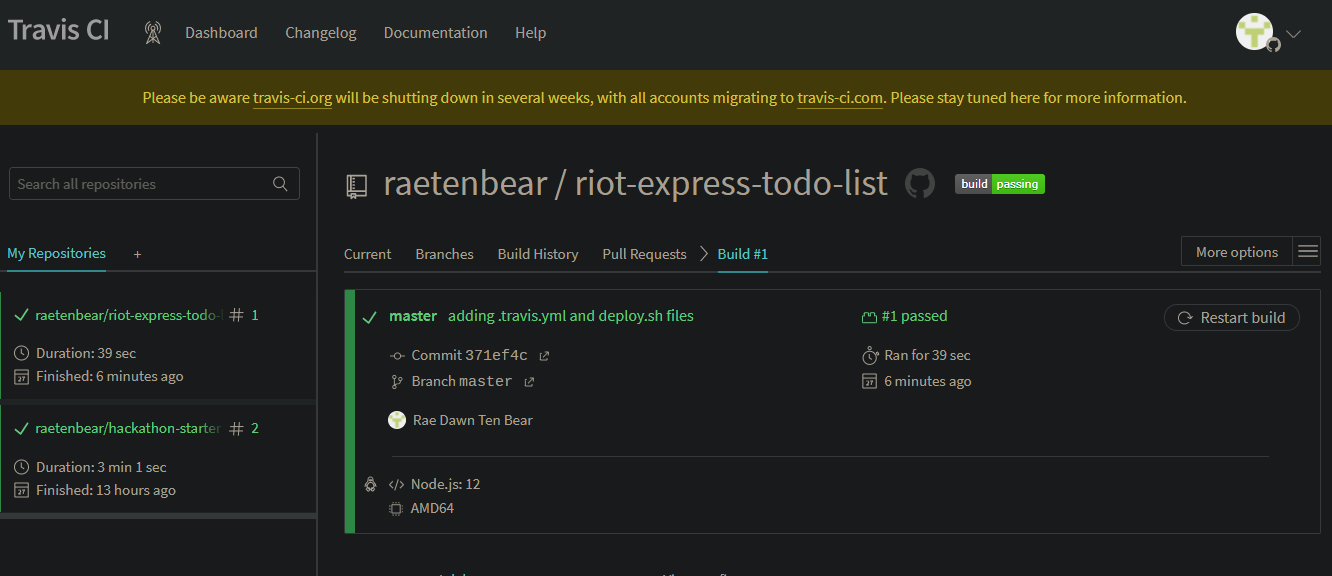 Travis CI
Dashboard Changelog Documentation Help
Please be aware travis-ci.org will be shutting down in several weeks, with all accounts migrating to travis-ci.com. Please stay tuned here for more information.
Search all repositories
My Repositories +
raetenbear/riot-express-todo- # 1
Duration: 39 sec
27 Finished: 6 minutes ago
raetenbear/hackathon-starter # 2
Duration: 3 min 1 sec
27 Finished: 13 hours ago
raetenbear / riot-express-todo-list build passing
Current Branches Build History Pull Requests Build #1 More options
master adding .travis.yml and deploy.sh files
#1 passed
Restart build
Commit 371ef4c
Ran for 39 sec
Branch master
27 6 minutes ago
Rae Dawn Ten Bear
</> Node.js: 12
AMD64